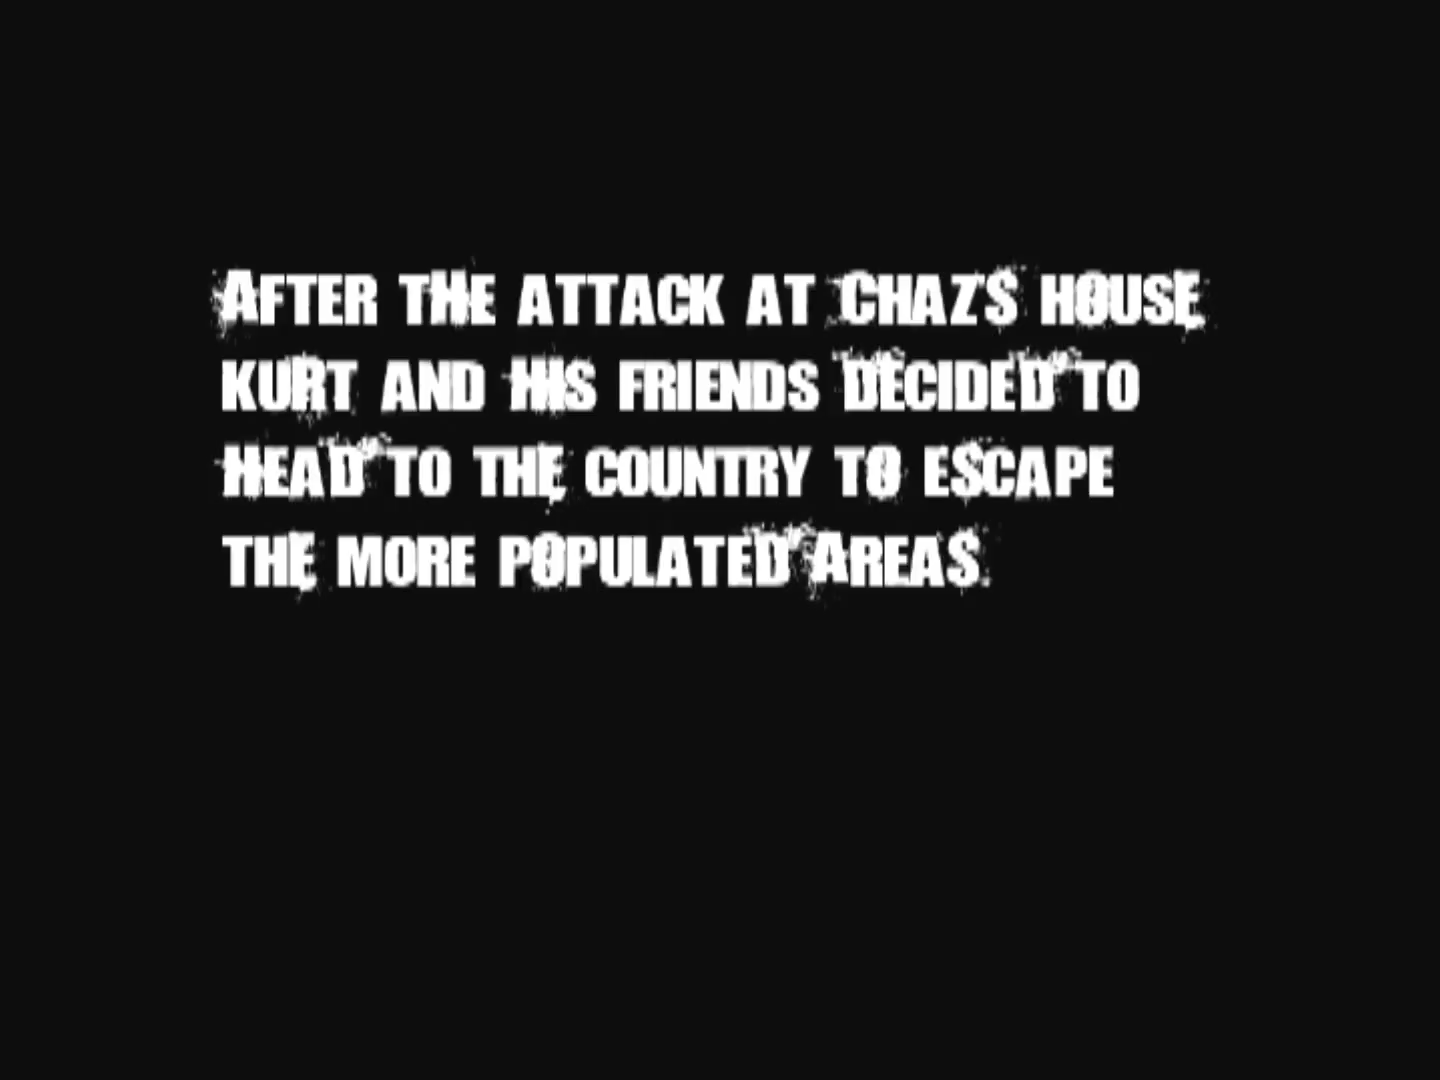 After the attack at Chaz's house
Kurt and his friends decided to
head to the country to escape
the more populated areas.